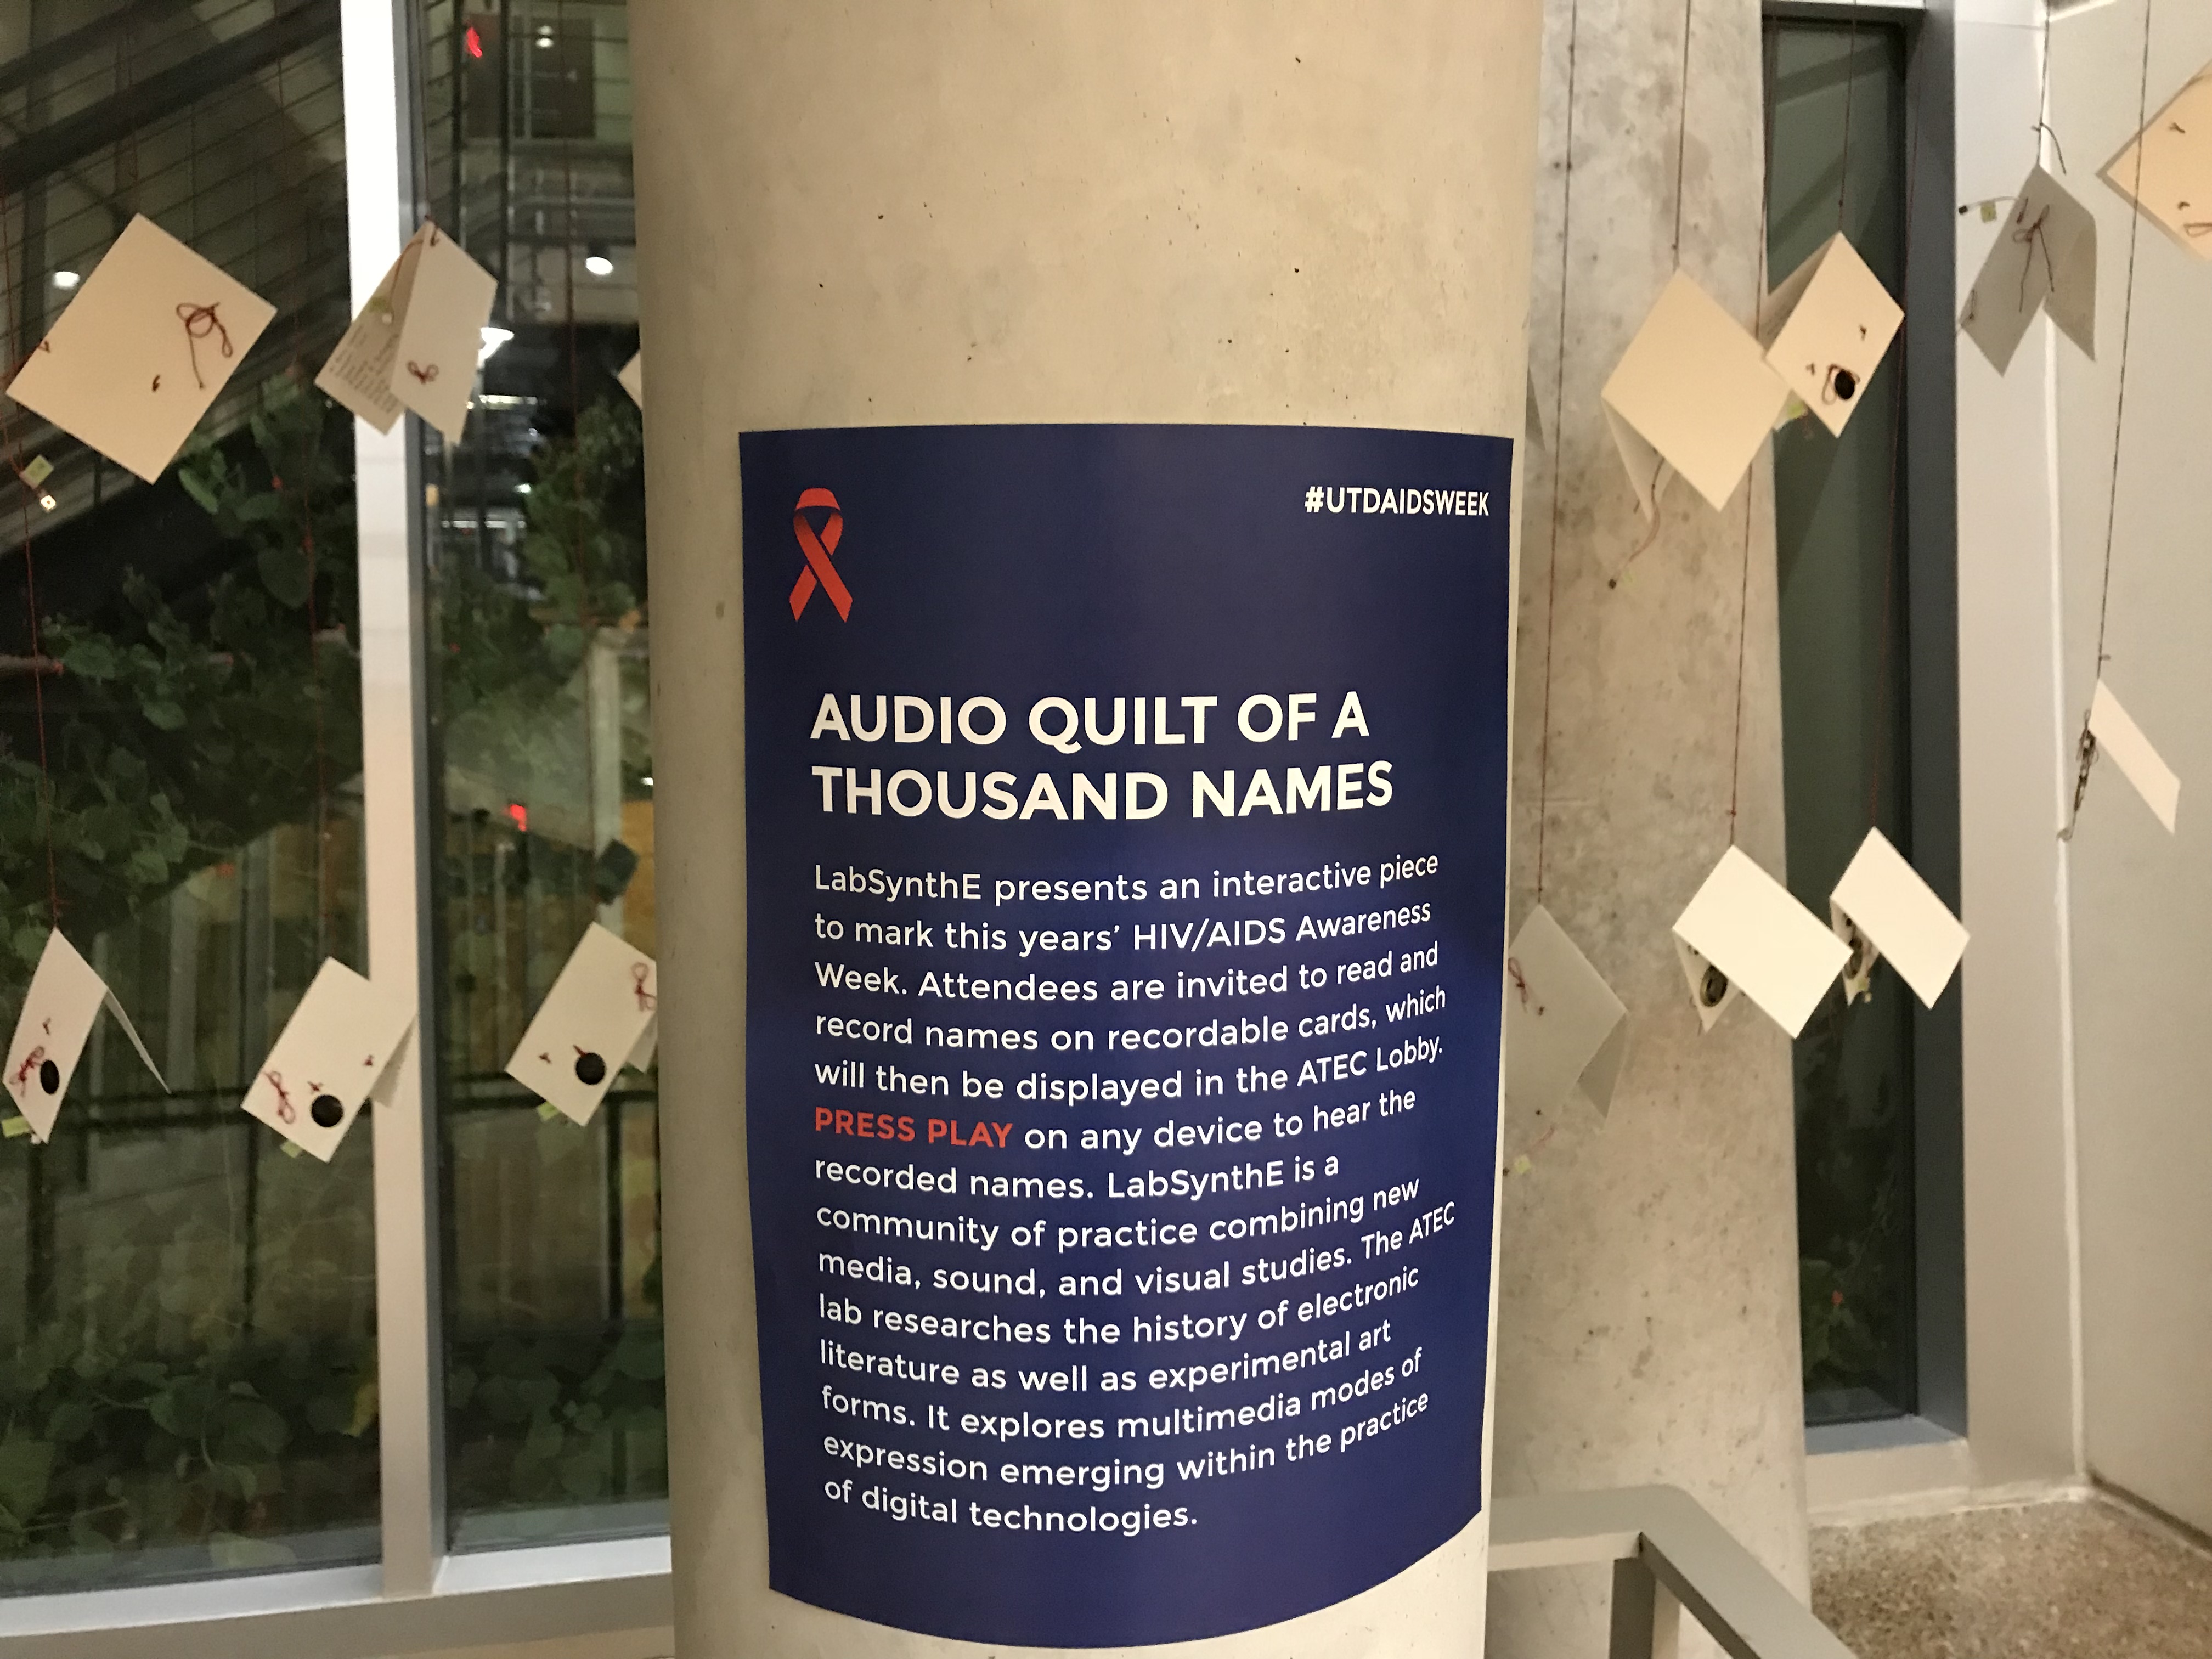 #UTDAIDSWEEK
AUDIO QUILT OF A
THOUSAND NAMES
LabSynthE presents an interactive piece
to mark this years' HIV/AIDS Awareness
Week. Attendees are invited to read and
record names on recordable cards, which
will then be displayed in the ATEC Lobby.
PRESS PLAY on any device to hear the
recorded names. LabSynthE is a
community of practice combining new
media, sound, and visual studies. The ATEC
lab researches the history of electronic
literature as well as experimental art
forms. It explores multimedia modes of
expression emerging within the practice
of digital technologies.